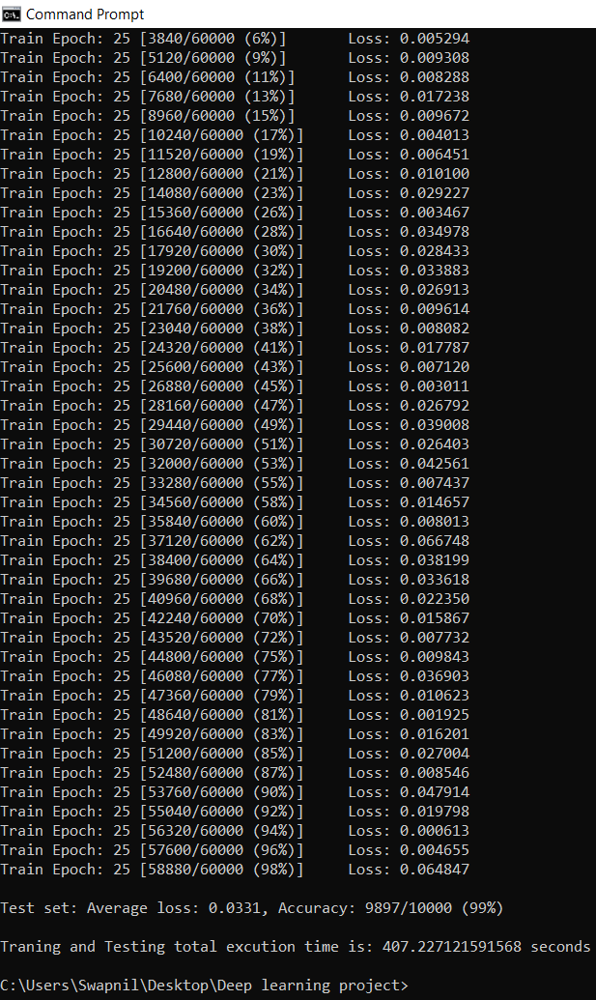 Command Prompt
Train Epoch: 25 [3840/60000 (6%)]	Loss: 0.005294
Train Epoch: 25 [5120/60000 (9%)]	Loss: 0.009308
Train Epoch: 25 [6400/60000 (11%)]	Loss: 0.008288
Train Epoch: 25 [7680/60000 (13%)]	Loss: 0.017238
Train Epoch: 25 [8960/60000 (15%)]	Loss: 0.009672
Train Epoch: 25 [10240/60000 (17%)]	Loss: 0.004013
Train Epoch: 25 [11520/60000 (19%)]	Loss: 0.006451
Train Epoch: 25 [12800/60000 (21%)]	Loss: 0.010100
Train Epoch: 25 [14080/60000 (23%)]	Loss: 0.029227
Train Epoch: 25 [15360/60000 (26%)]	Loss: 0.003467
Train Epoch: 25 [16640/60000 (28%)]	Loss: 0.034978
Train Epoch: 25 [17920/60000 (30%)]	Loss: 0.028433
Train Epoch: 25 [19200/60000 (32%)]	Loss: 0.033883
Train Epoch: 25 [20480/60000 (34%)]	Loss: 0.026913
Train Epoch: 25 [21760/60000 (36%)]	Loss: 0.009614
Train Epoch: 25 [23040/60000 (38%)]	Loss: 0.008082
Train Epoch: 25 [24320/60000 (41%)]	Loss: 0.017787
Train Epoch: 25 [25600/60000 (43%)]	Loss: 0.007120
Train Epoch: 25 [26880/60000 (45%)]	Loss: 0.003011
Train Epoch: 25 [28160/60000 (47%)]	Loss: 0.026792
Train Epoch: 25 [29440/60000 (49%)]	Loss: 0.039008
Train Epoch: 25 [30720/60000 (51%)]	Loss: 0.026403
Train Epoch: 25 [32000/60000 (53%)]	Loss: 0.042561
Train Epoch: 25 [33280/60000 (55%)]	Loss: 0.007437
Train Epoch: 25 [34560/60000 (58%)]	Loss: 0.014657
Train Epoch: 25 [35840/60000 (60%)]	Loss: 0.008013
Train Epoch: 25 [37120/60000 (62%)]	Loss: 0.066748
Train Epoch: 25 [38400/60000 (64%)]	Loss: 0.038199
Train Epoch: 25 [39680/60000 (66%)]	Loss: 0.033618
Train Epoch: 25 [40960/60000 (68%)]	Loss: 0.022350
Train Epoch: 25 [42240/60000 (70%)]	Loss: 0.015867
Train Epoch: 25 [43520/60000 (72%)]	Loss: 0.007732
Train Epoch: 25 [44800/60000 (75%)]	Loss: 0.009843
Train Epoch: 25 [46080/60000 (77%)]	Loss: 0.036903
Train Epoch: 25 [47360/60000 (79%)]	Loss: 0.010623
Train Epoch: 25 [48640/60000 (81%)]	Loss: 0.001925
Train Epoch: 25 [49920/60000 (83%)]	Loss: 0.016201
Train Epoch: 25 [51200/60000 (85%)]	Loss: 0.027004
Train Epoch: 25 [52480/60000 (87%)]	Loss: 0.008546
Train Epoch: 25 [53760/60000 (90%)]	Loss: 0.047914
Train Epoch: 25 [55040/60000 (92%)]	Loss: 0.019798
Train Epoch: 25 [56320/60000 (94%)]	Loss: 0.000613
Train Epoch: 25 [57600/60000 (96%)]	Loss: 0.004655
Train Epoch: 25 [58880/60000 (98%)]	Loss: 0.064847
Test set: Average loss: 0.0331, Accuracy: 9897/10000 (99%)
Traning and Testing total excution time is: 407.227121591568 seconds
C:\Users\Swapnil\Desktop\Deep learning project>